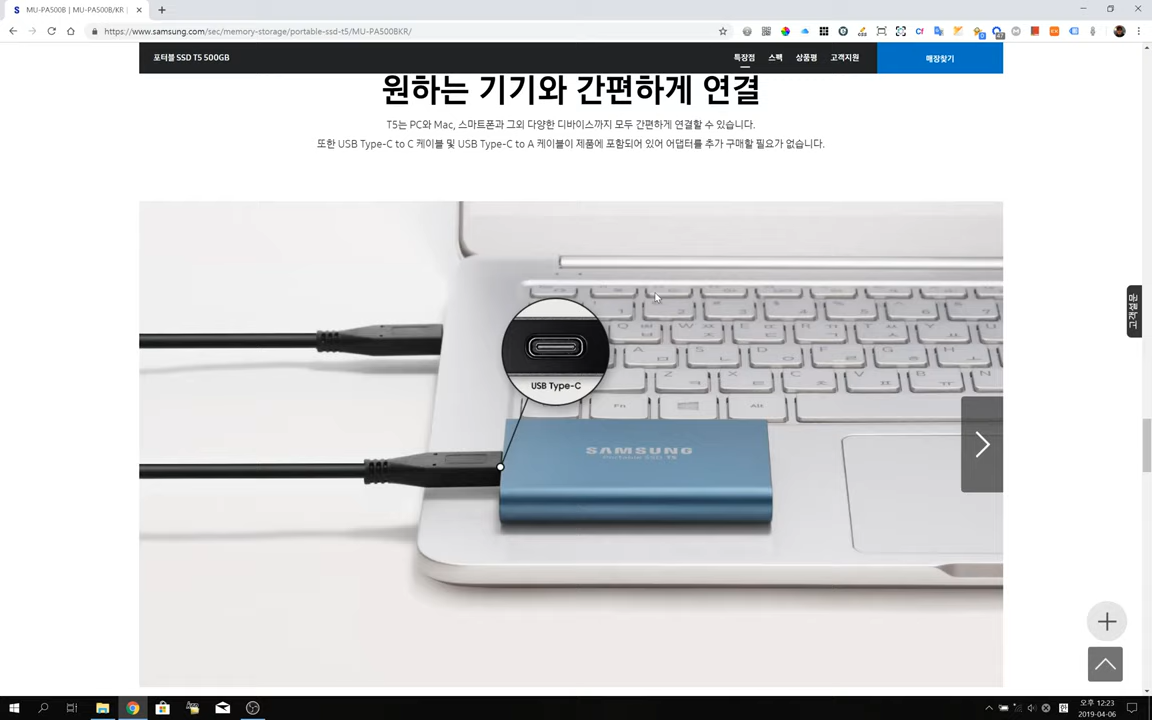 MU-PA500B | MU-PA500B/KR |
https://www.samsung.com/sec/memory-storage/portable-ssd-t5/MU-PA500BKR/
포터블 SSD T5 500GB
특장점 스펙 상품평 고객지원 매장찾기
원하는 기기와 간편하게 연결
T5는 PC와 Mac, 스마트폰과 그외 다양한 디바이스까지 모두 간편하게 연결할 수 있습니다.
또한 USB Type-C to C 케이블 및 USB Type-C to A 케이블이 제품에 포함되어 있어 어댑터를 추가 구매할 필요가 없습니다.
고객설문
USB Type-C
Fn Alt
SAMSUNG
Portable SSD T5
오후 12:23
2019-04-06